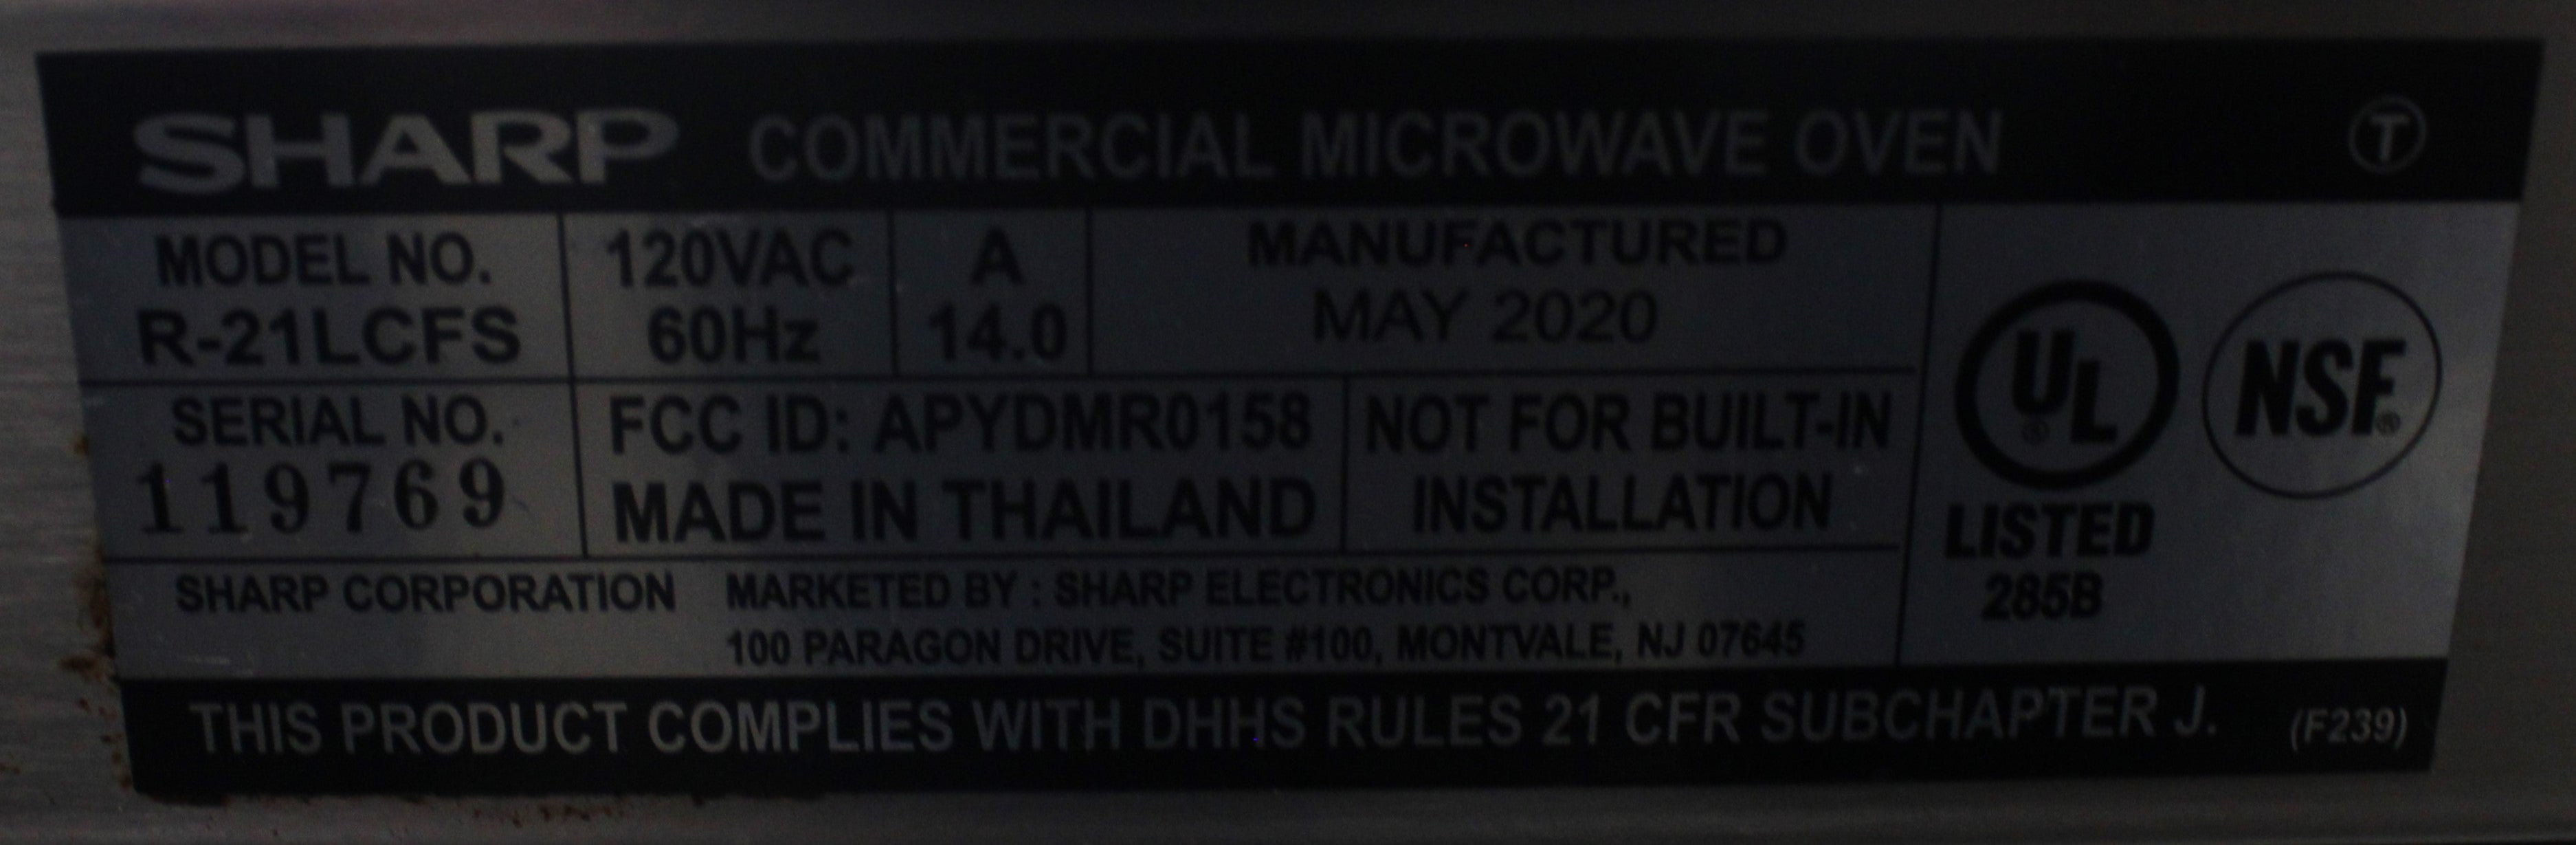 SHARP COMMERCIAL MICROWAVE OVEN T
MODEL NO.
R-21LCFS
120VAC
60Hz
A
14.0
MANUFACTURED
MAY 2020
SERIAL NO.
119769
FCC ID: APYDMR0158
MADE IN THAILAND
NOT FOR BUILT-IN
INSTALLATION
UL ®
LISTED
285B
NSF®
SHARP CORPORATION MARKETED BY : SHARP ELECTRONICS CORP.,
100 PARAGON DRIVE, SUITE #100, MONTVALE, NJ 07645
THIS PRODUCT COMPLIES WITH DHHS RULES 21 CFR SUBCHAPTER J. (F239)